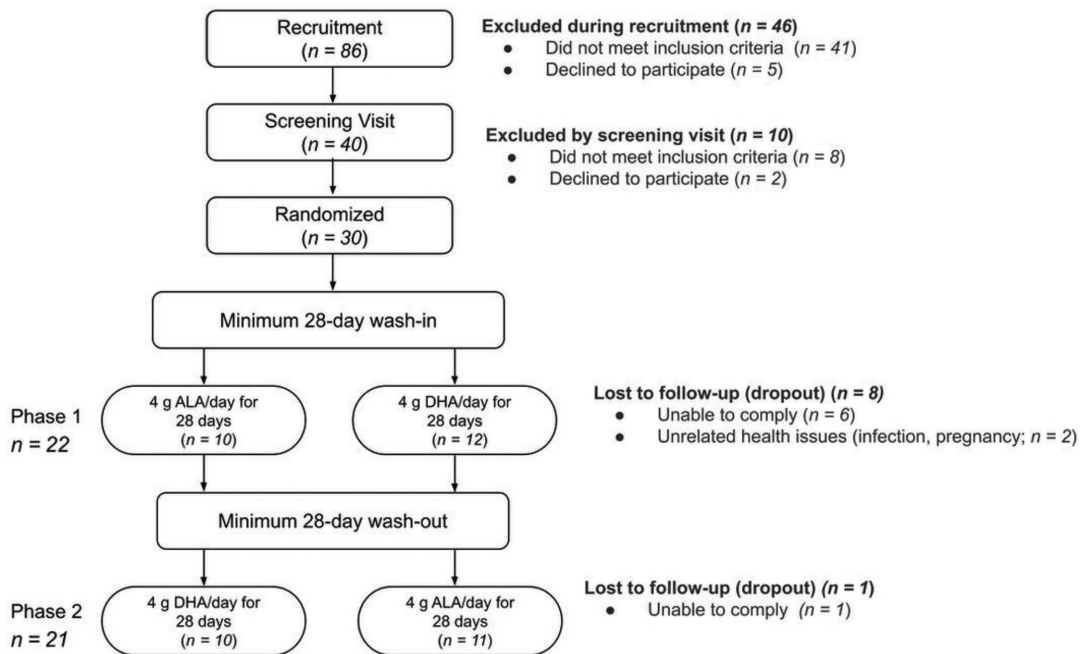 Recruitment
(n = 86)
Excluded during recruitment (n = 46)
● Did not meet inclusion criteria (n = 41)
● Declined to participate (n = 5)
Screening Visit
(n = 40)
Excluded by screening visit (n = 10)
● Did not meet inclusion criteria (n = 8)
● Declined to participate (n = 2)
Randomized
(n = 30)
Minimum 28-day wash-in
Phase 1
n = 22
4 g ALA/day for
28 days
(n = 10)
4 g DHA/day for
28 days
(n = 12)
Lost to follow-up (dropout) (n = 8)
● Unable to comply (n = 6)
● Unrelated health issues (infection, pregnancy; n = 2)
Minimum 28-day wash-out
Phase 2
n = 21
4 g DHA/day for
28 days
(n = 10)
4 g ALA/day for
28 days
(n = 11)
Lost to follow-up (dropout) (n = 1)
● Unable to comply (n = 1)